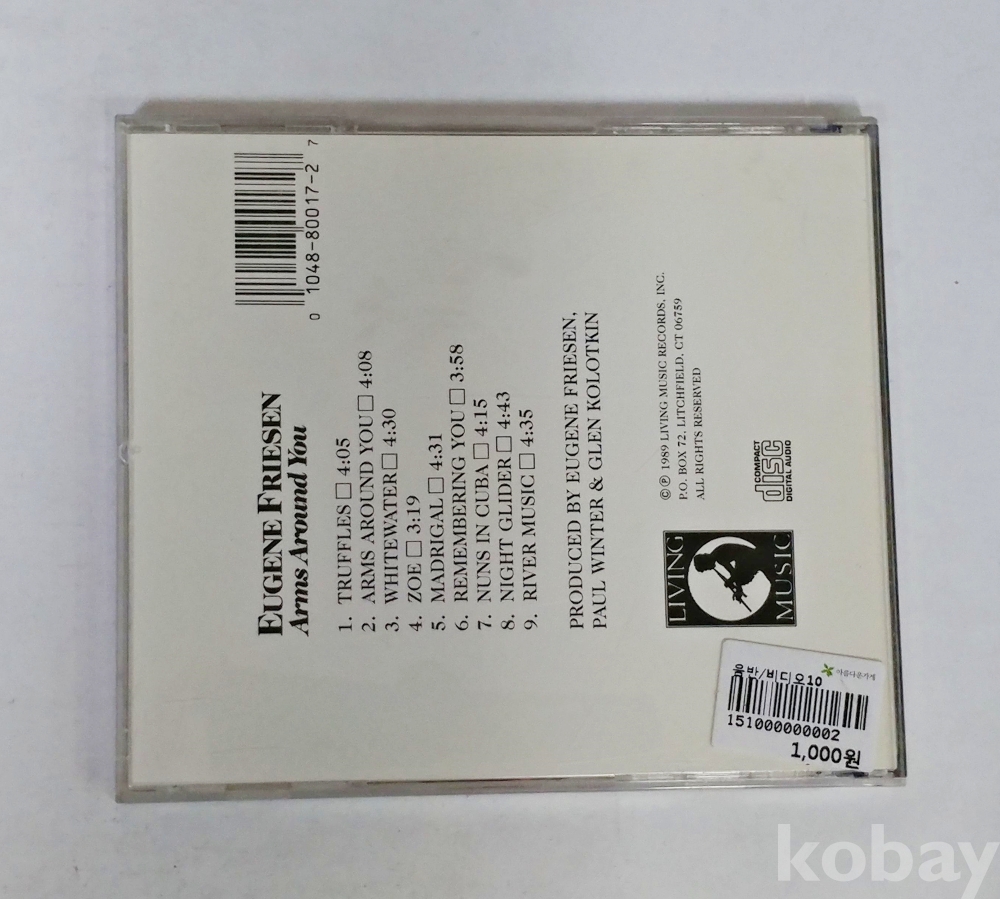 EUGENE FRIESEN
Arms Around You
0 1048-80017-2 7
1. TRUFFLES □ 4:05
2. ARMS AROUND YOU □ 4:08
3. WHITEWATER □ 4:30
4. ZOE □ 3:19
5. MADRIGAL □ 4:31
6. REMEMBERING YOU □ 3:58
7. NUNS IN CUBA □ 4:15
8. NIGHT GLIDER □ 4:43
9. RIVER MUSIC □ 4:35
PRODUCED BY EUGENE FRIESEN,
PAUL WINTER & GLEN KOLOTKIN
LIVING
MUSIC
© ℗ 1989 LIVING MUSIC RECORDS, INC.
P.O. BOX 72, LITCHFIELD, CT 06759
ALL RIGHTS RESERVED
COMPACT
disc
DIGITAL AUDIO
음반/비디오10
아름다운가게
151000000002
1,000원
kobay